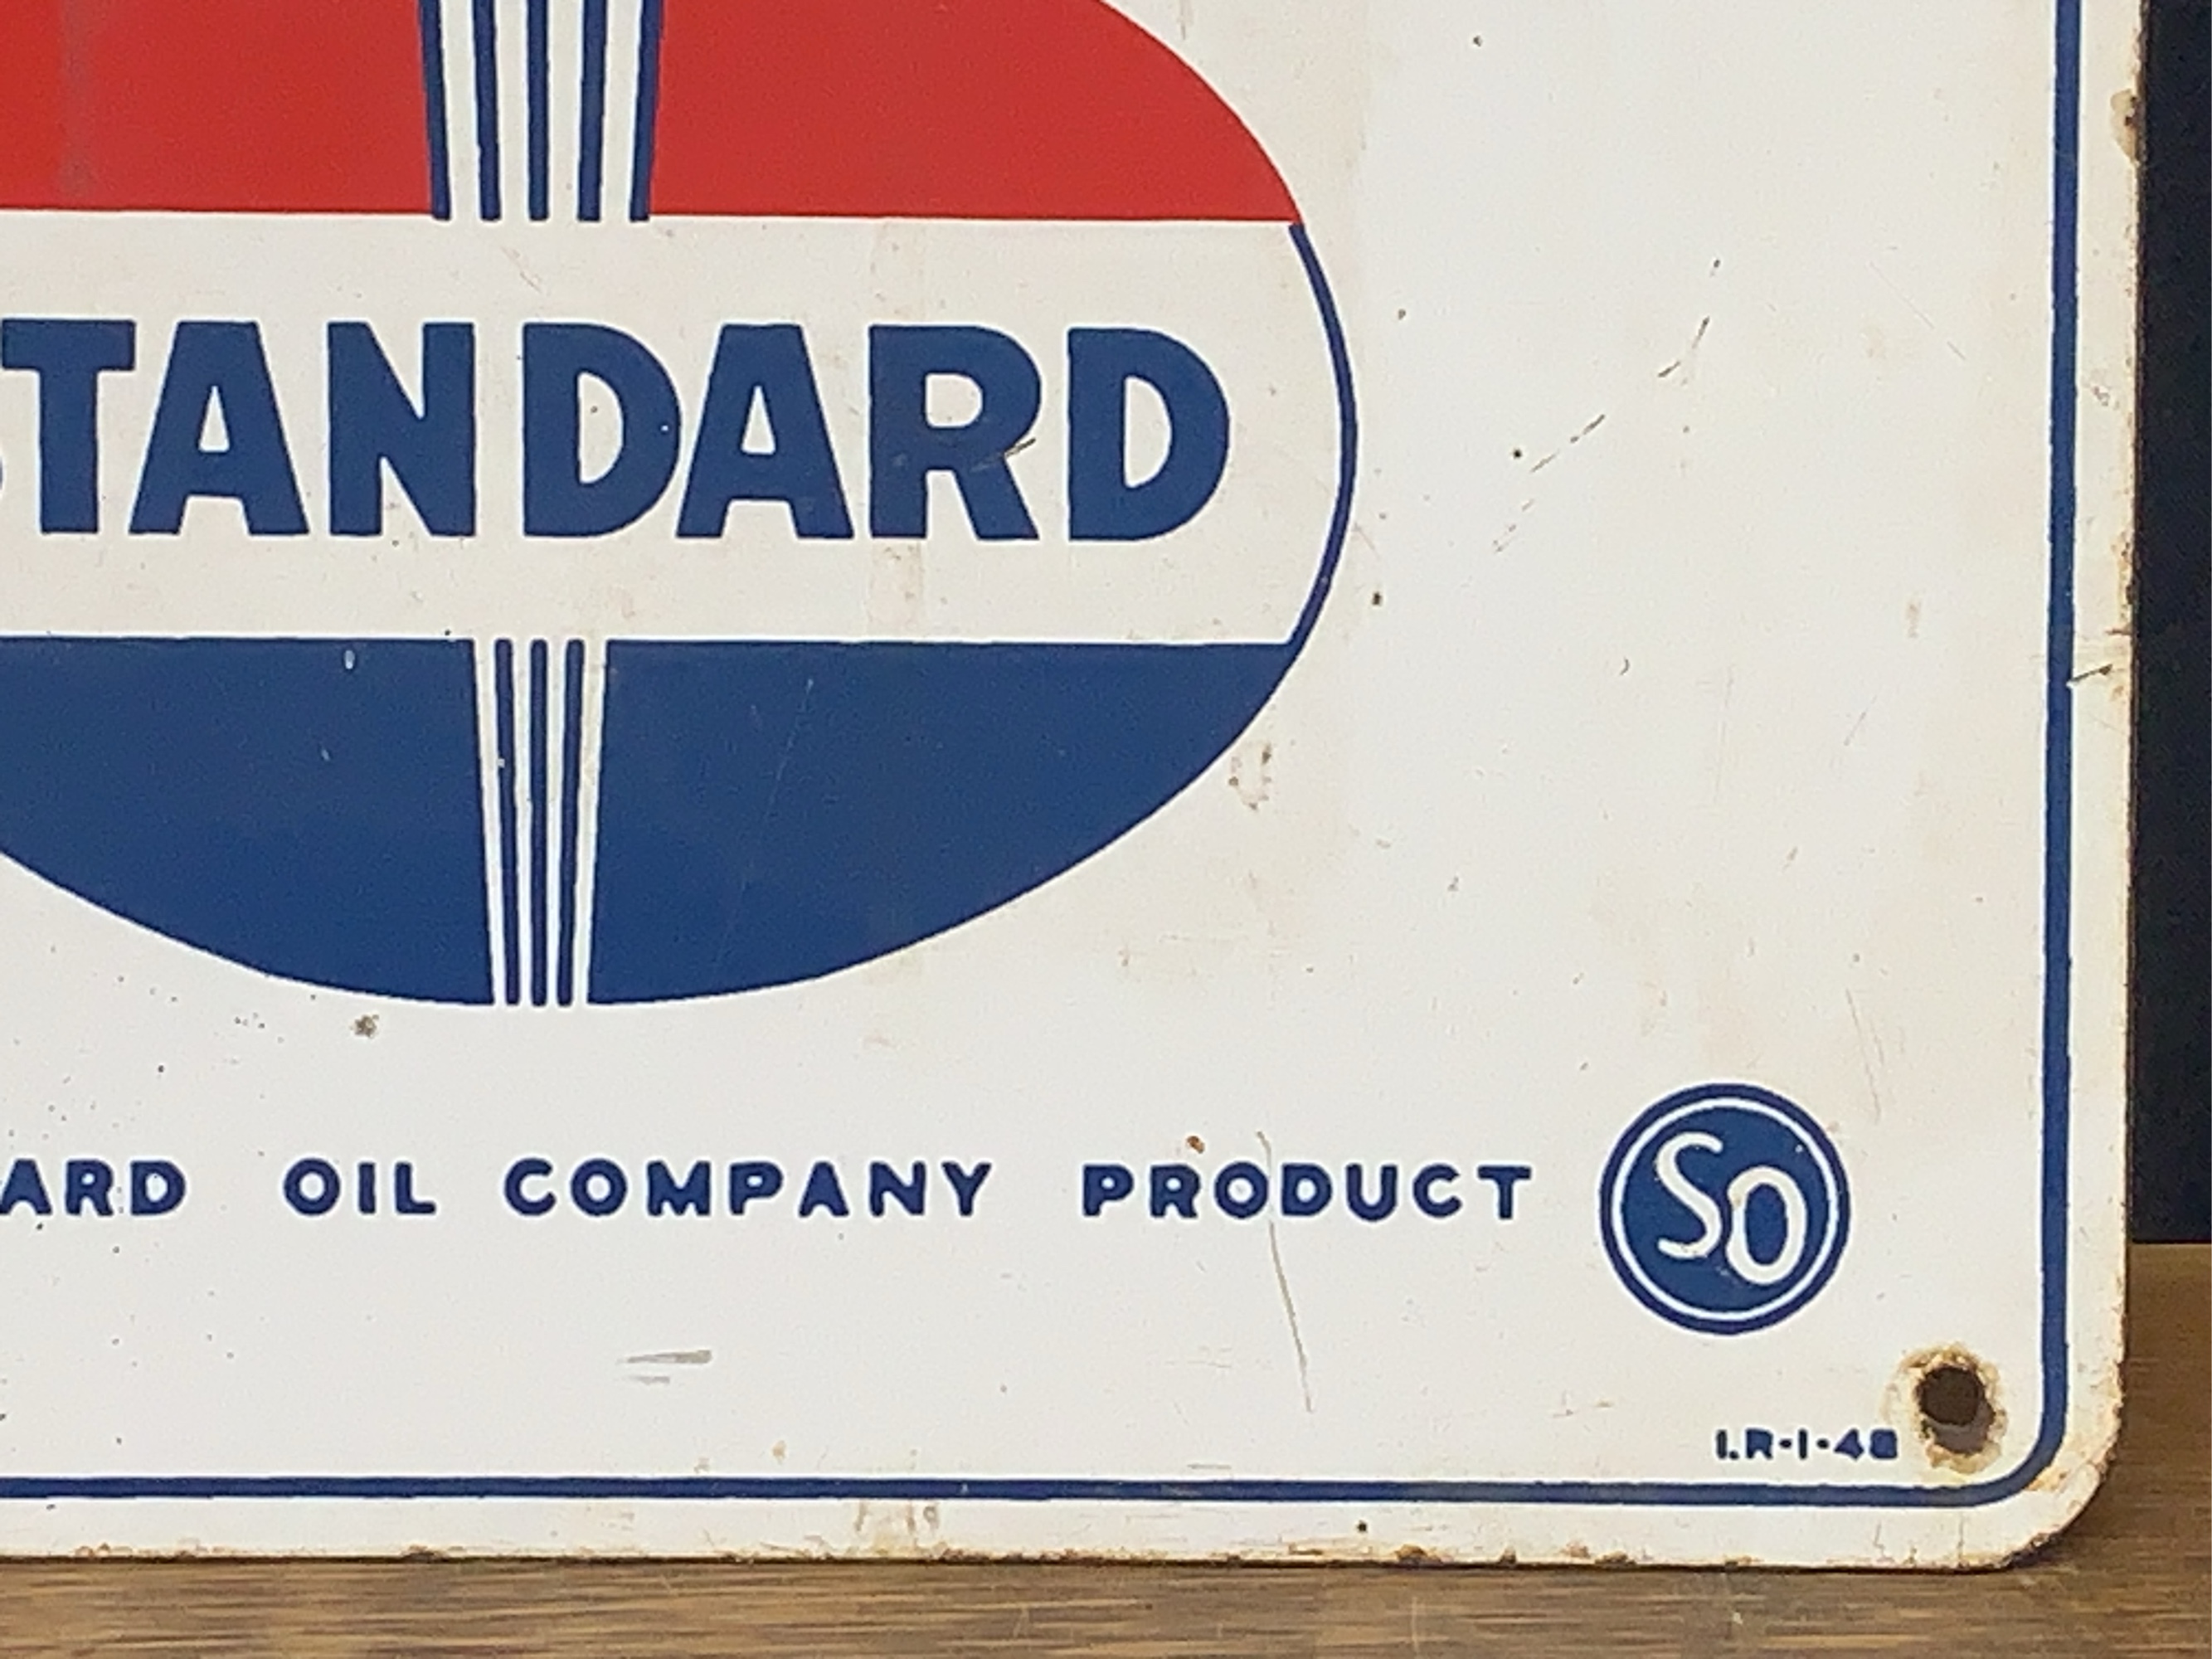 STANDARD
ARD OIL COMPANY PRODUCT SO
I.R-1-48